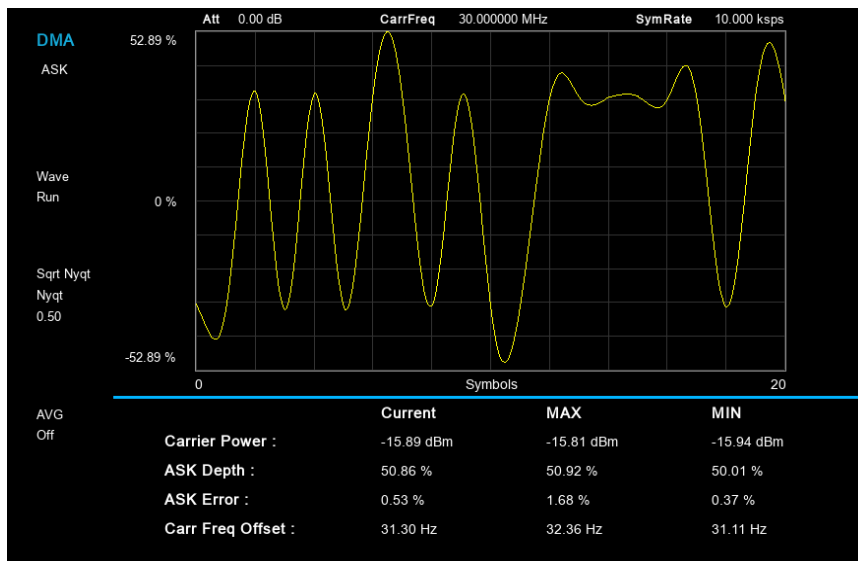 Att 0.00 dB CarrFreq 30.000000 MHz SymRate 10.000 ksps
DMA
ASK
52.89 %
Wave
Run
0 %
Sqrt Nyqt
Nyqt
0.50
-52.89 %
0 Symbols 20
AVG
Off
Current MAX MIN
Carrier Power : -15.89 dBm -15.81 dBm -15.94 dBm
ASK Depth : 50.86 % 50.92 % 50.01 %
ASK Error : 0.53 % 1.68 % 0.37 %
Carr Freq Offset : 31.30 Hz 32.36 Hz 31.11 Hz